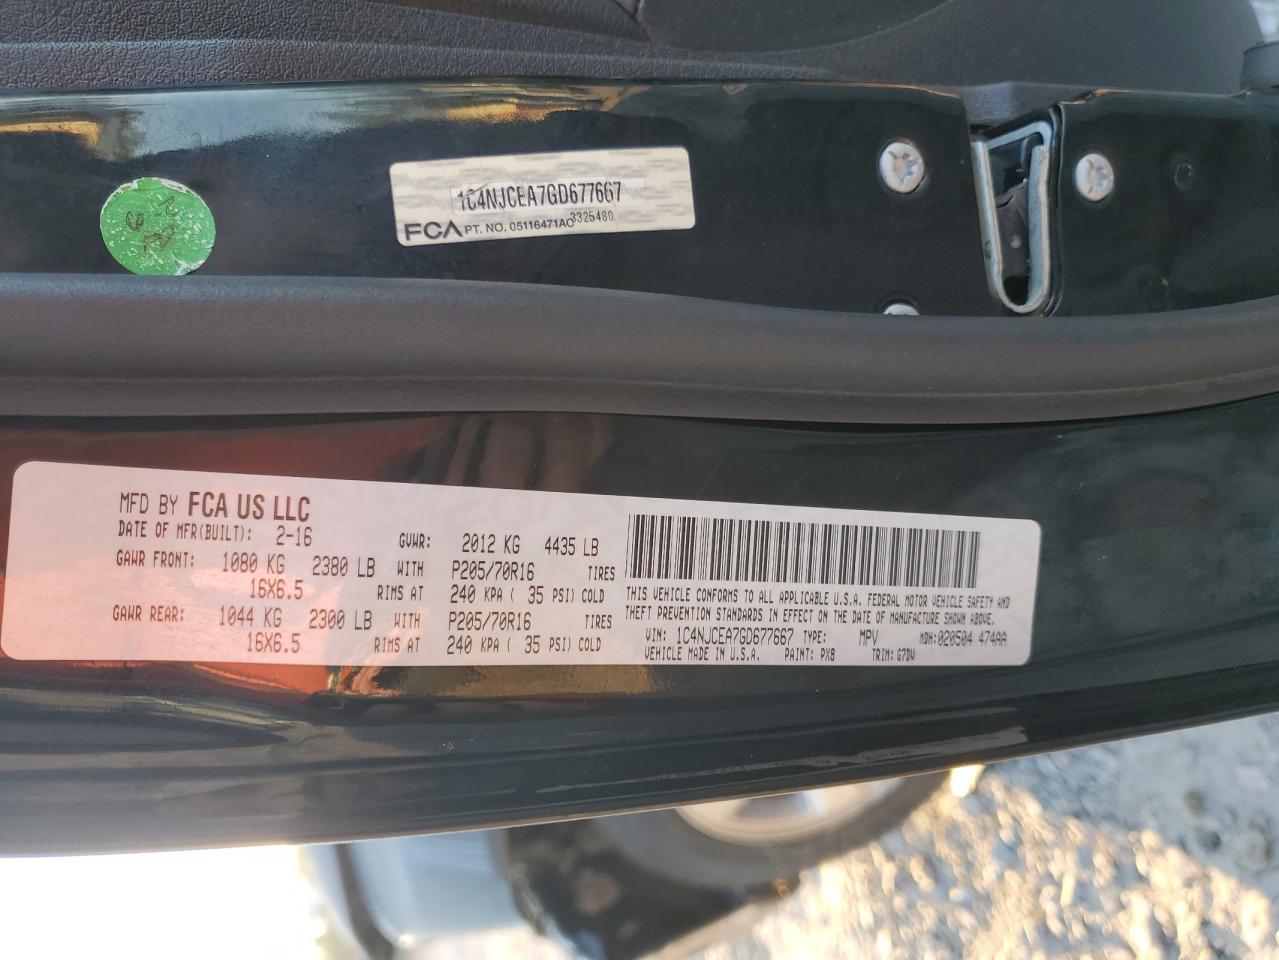 1C4NJCEA7GD677667
FCA PT. NO. 05116471AO 3325480
MFD BY FCA US LLC
DATE OF MFR(BUILT): 2-16 GVWR: 2012 KG 4435 LB
GAWR FRONT: 1080 KG 2380 LB WITH P205/70R16 TIRES
16X6.5 RIMS AT 240 KPA ( 35 PSI) COLD
GAWR REAR: 1044 KG 2300 LB WITH P205/70R16 TIRES
16X6.5 RIMS AT 240 KPA ( 35 PSI) COLD
THIS VEHICLE CONFORMS TO ALL APPLICABLE U.S.A. FEDERAL MOTOR VEHICLE SAFETY AND
THEFT PREVENTION STANDARDS IN EFFECT ON THE DATE OF MANUFACTURE SHOWN ABOVE.
VIN: 1C4NJCEA7GD677667 TYPE: MPV MDH: 020504 474AA
VEHICLE MADE IN U.S.A. PAINT: PX8 TRIM: G7DV